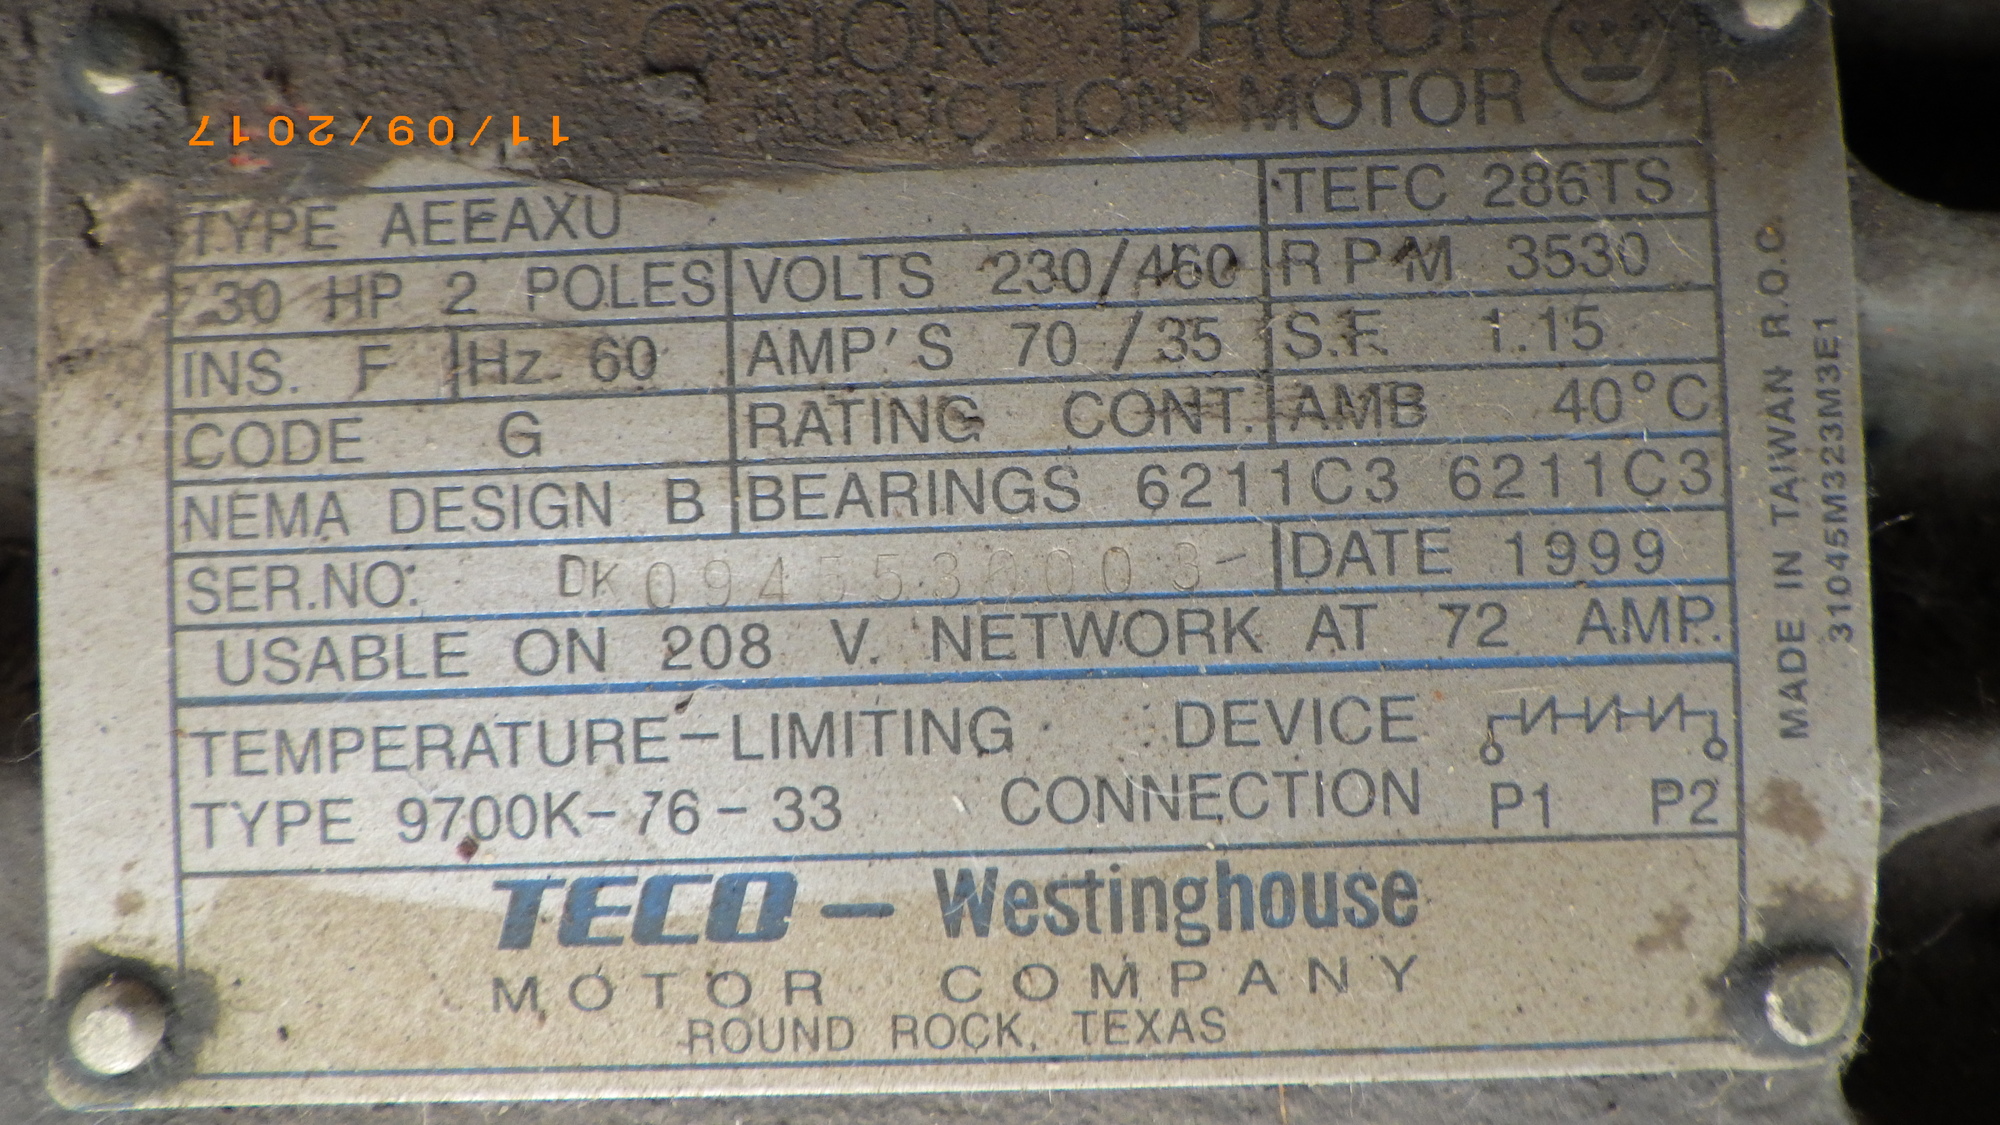 PROOF
MOTOR
11/09/2017
TYPE AEEAXU
TEFC 286TS
30 HP 2 POLES
VOLTS 230/460
RPM 3530
INS. F
Hz 60
AMP'S 70 /35
S.F. 1.15
CODE G
RATING CONT.
AMB 40°C
NEMA DESIGN B
BEARINGS 6211C3 6211C3
SER.NO:
DATE 1999
USABLE ON 208 V. NETWORK AT 72 AMP.
TEMPERATURE-LIMITING DEVICE
TYPE 9700K-76-33 CONNECTION P1 P2
TECO - Westinghouse
MOTOR COMPANY
ROUND ROCK, TEXAS
MADE IN TAIWAN R.O.C.
31045M323M3E1